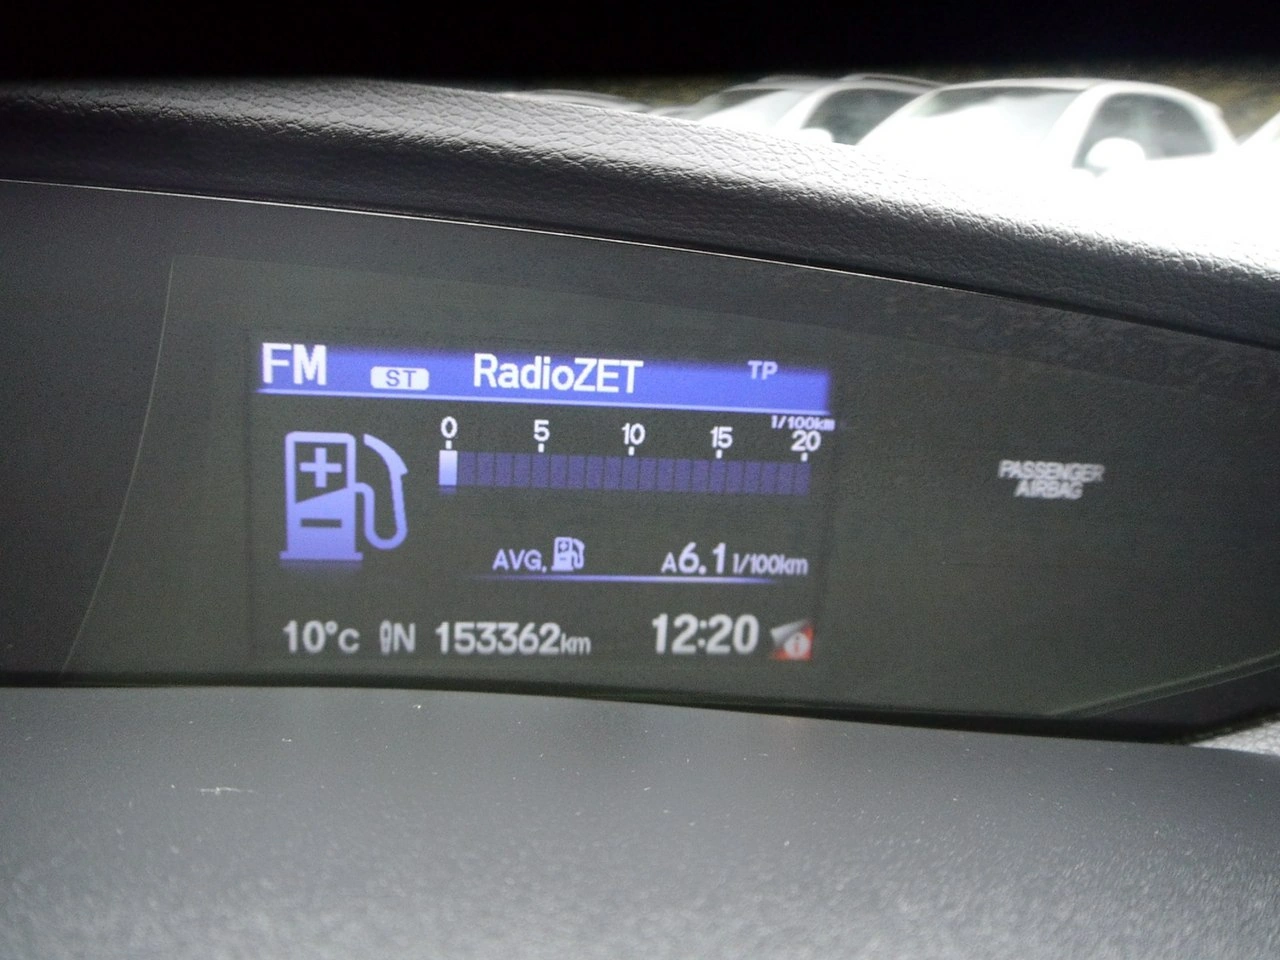 FM ST RadioZET TP
l/100km
0 5 10 15 20
AVG. A6.1 l/100km
10°C N 153362km 12:20 i
PASSENGER
AIRBAG